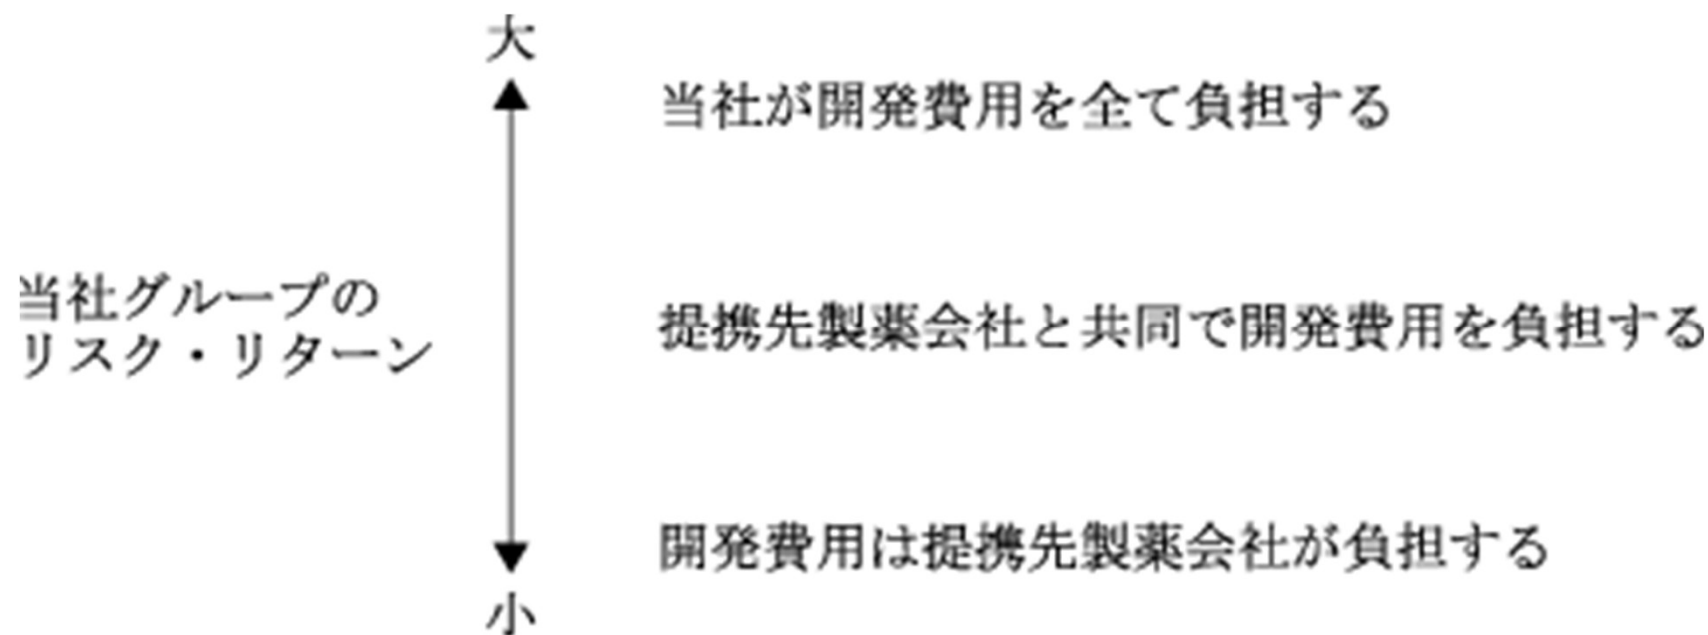 大
当社が開発費用を全て負担する
当社グループの
リスク・リターン
提携先製薬会社と共同で開発費用を負担する
開発費用は提携先製薬会社が負担する
小